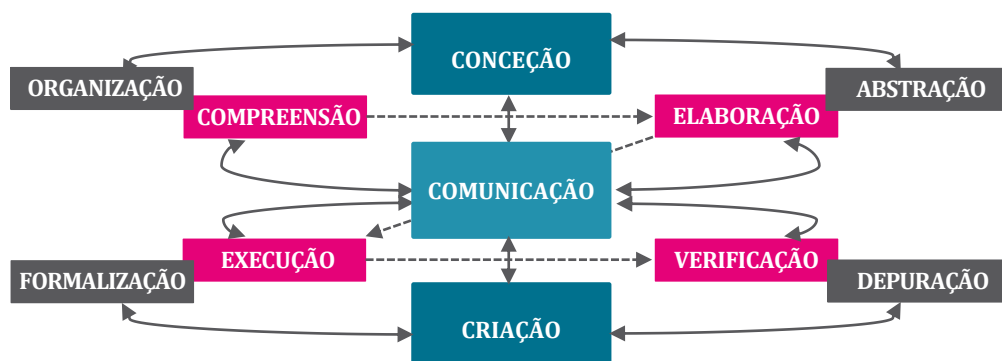 CONCEÇÃO
ORGANIZAÇÃO
ABSTRAÇÃO
COMPREENSÃO
ELABORAÇÃO
COMUNICAÇÃO
EXECUÇÃO
VERIFICAÇÃO
FORMALIZAÇÃO
DEPURAÇÃO
CRIAÇÃO